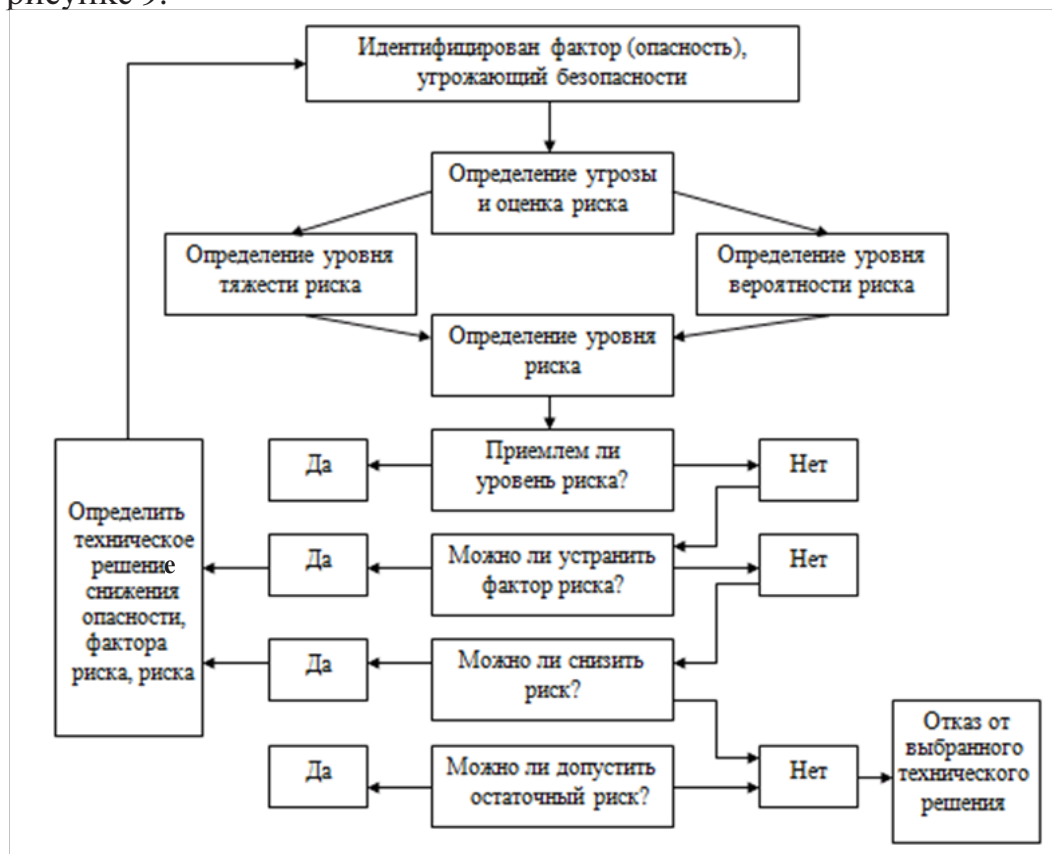 рисунке 9.
Идентифицирован фактор (опасность),
угрожающий безопасности
Определение угрозы
и оценка риска
Определение уровня
тяжести риска
Определение уровня
вероятности риска
Определение уровня
риска
Да
Приемлем ли
уровень риска?
Нет
Определить
техническое
решение
снижения
опасности,
фактора
риска, риска
Да
Можно ли устранить
фактор риска?
Нет
Да
Можно ли снизить
риск?
Да
Можно ли допустить
остаточный риск?
Нет
Отказ от
выбранного
технического
решения